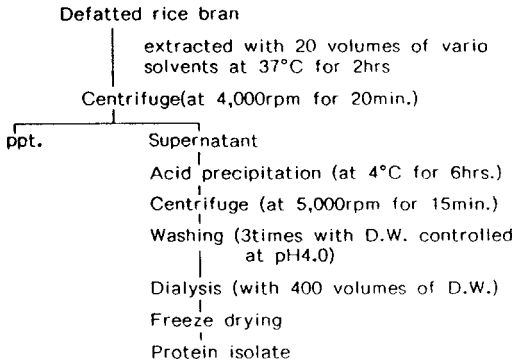 Defatted rice bran
extracted with 20 volumes of vario
solvents at 37°C for 2hrs
Centrifuge(at 4,000rpm for 20min.)
ppt. Supernatant
Acid precipitation (at 4°C for 6hrs.)
Centrifuge (at 5,000rpm for 15min.)
Washing (3times with D.W. controlled
at pH4.0)
Dialysis (with 400 volumes of D.W.)
Freeze drying
Protein isolate